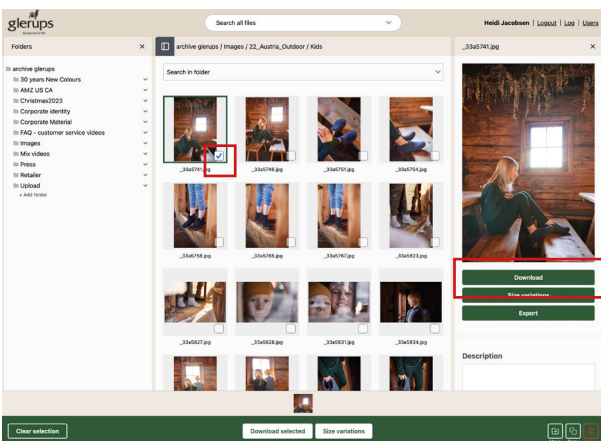 glerups
Search all files
Heidi Jacobsen | Logout | Log | Users
Folders
×
archive glerups / Images / 22_Austria_Outdoor / Kids
_33a5741.jpg
×
Search in folder
archive glerups
30 years New Colours
AMZ US CA
Christmas2023
Corporate identity
Corporate Material
FAQ - customer service videos
Images
Mix videos
Press
Retailer
Upload
+ Add folder
_33a5741.jpg
_33a5746.jpg
_33a5751.jpg
_33a5754.jpg
_33a5758.jpg
_33a5765.jpg
_33a5767.jpg
_33a5823.jpg
_33a5827.jpg
_33a5828.jpg
_33a5831.jpg
_33a5834.jpg
Download
Size variations
Export
Description
Clear selection
Download selected
Size variations